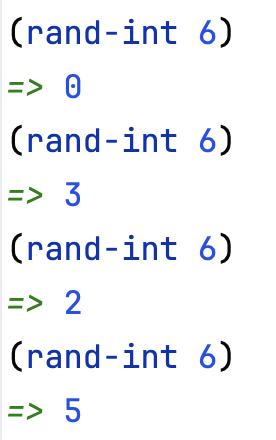 (rand-int 6)
=> 0
(rand-int 6)
=> 3
(rand-int 6)
=> 2
(rand-int 6)
=> 5